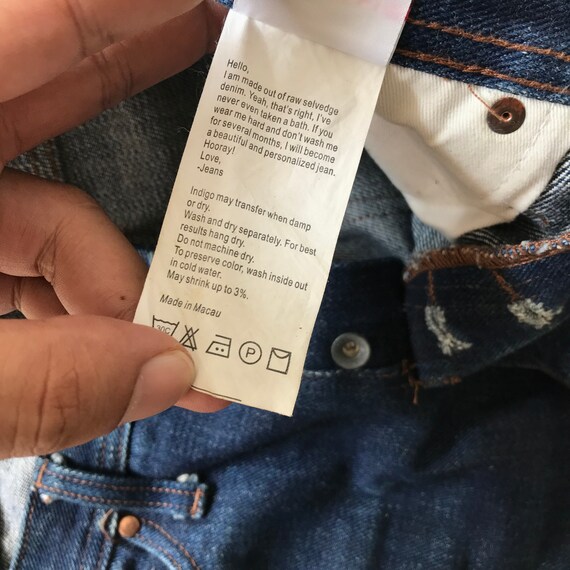 Hello,
I am made out of raw selvedge
denim. Yeah, that's right, I've
never even taken a bath. If you
wear me hard and don't wash me
for several months, I will become
a beautiful and personalized jean.
Hooray!
Love,
-Jeans
Indigo may transfer when damp
or dry.
Wash and dry separately. For best
results hang dry.
Do not machine dry.
To preserve color, wash inside out
in cold water.
May shrink up to 3%.
Made in Macau
30C P